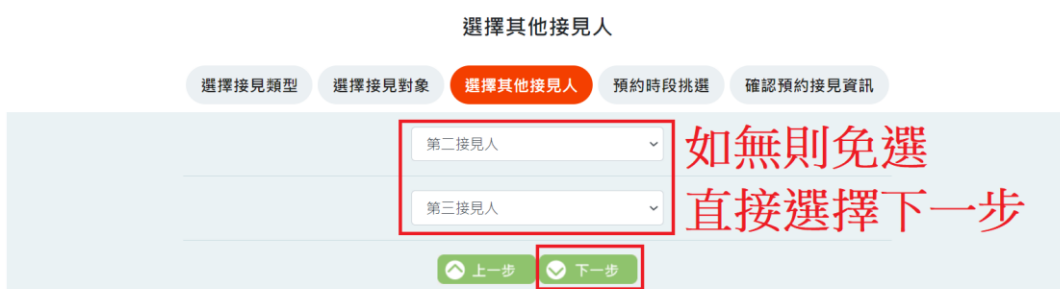 選擇其他接見人
選擇接見類型 選擇接見對象 選擇其他接見人 預約時段挑選 確認預約接見資訊
第二接見人
如無則免選
第三接見人
直接選擇下一步
上一步 下一步